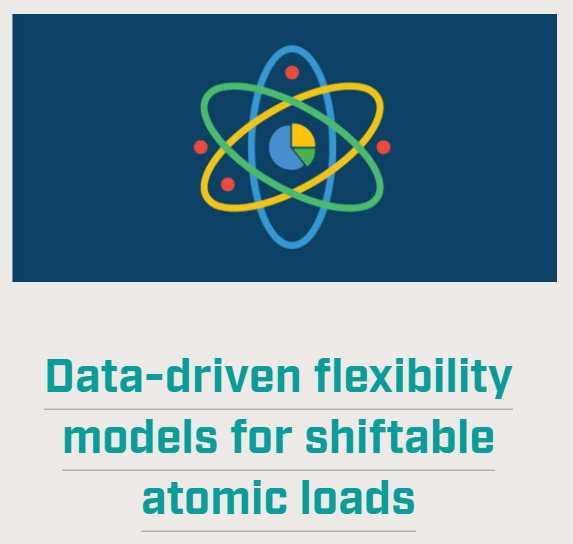 Data-driven flexibility
models for shiftable
atomic loads